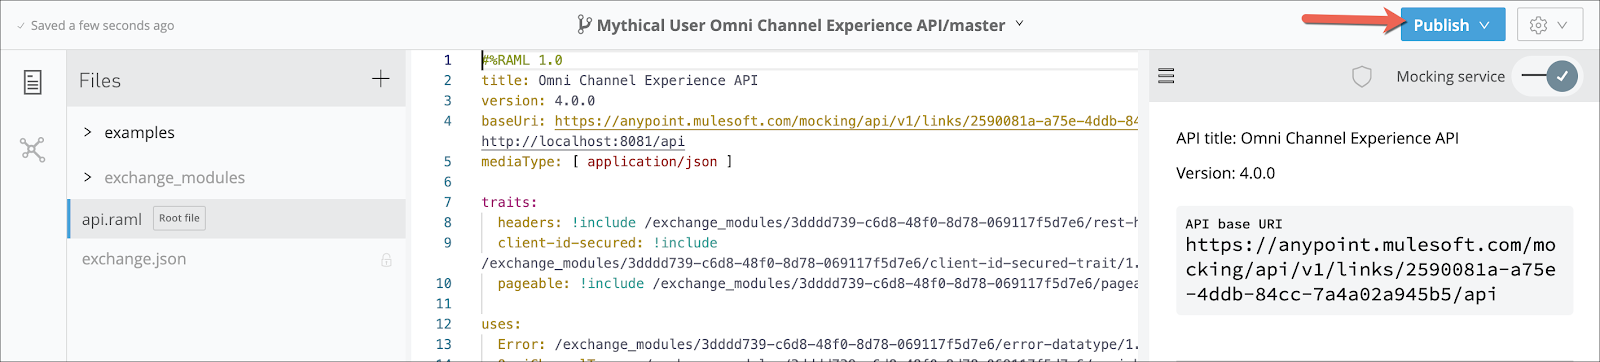 Saved a few seconds ago
Mythical User Omni Channel Experience API/master
Publish
Files
examples
exchange_modules
api.raml Root file
exchange.json
1 #%RAML 1.0
2 title: Omni Channel Experience API
3 version: 4.0.0
4 baseUri: https://anypoint.mulesoft.com/mocking/api/v1/links/2590081a-a75e-4ddb-84
http://localhost:8081/api
5 mediaType: [ application/json ]
6
7 traits:
8 headers: !include /exchange_modules/3dddd739-c6d8-48f0-8d78-069117f5d7e6/rest-h
9 client-id-secured: !include
/exchange_modules/3dddd739-c6d8-48f0-8d78-069117f5d7e6/client-id-secured-trait/1.
10 pageable: !include /exchange_modules/3dddd739-c6d8-48f0-8d78-069117f5d7e6/pagea
11
12 uses:
13 Error: /exchange_modules/3dddd739-c6d8-48f0-8d78-069117f5d7e6/error-datatype/1.
Mocking service
API title: Omni Channel Experience API
Version: 4.0.0
API base URI
https://anypoint.mulesoft.com/mo
cking/api/v1/links/2590081a-a75e
-4ddb-84cc-7a4a02a945b5/api